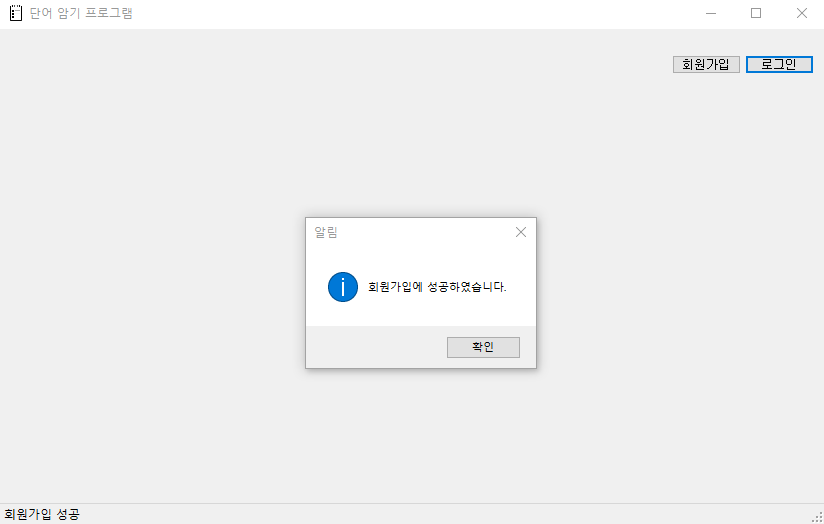 단어 암기 프로그램
회원가입 로그인
알림
회원가입에 성공하였습니다.
확인
회원가입 성공